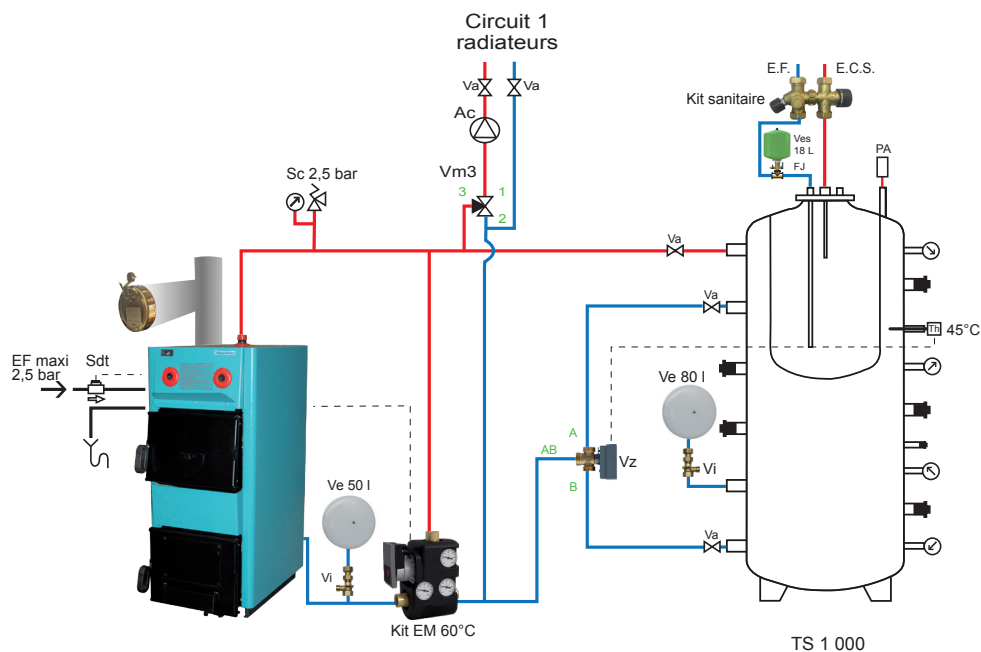 Circuit 1
radiateurs
Va
Va
Ac
Vm3
3
1
2
Sc 2,5 bar
E.F.
E.C.S.
Kit sanitaire
Ves
18 L
FJ
PA
Va
Va
Th
45°C
EF maxi
2,5 bar
Sdt
Ve 80 l
A
AB
B
Vz
Vi
Ve 50 l
Vi
Va
Kit EM 60°C
TS 1 000